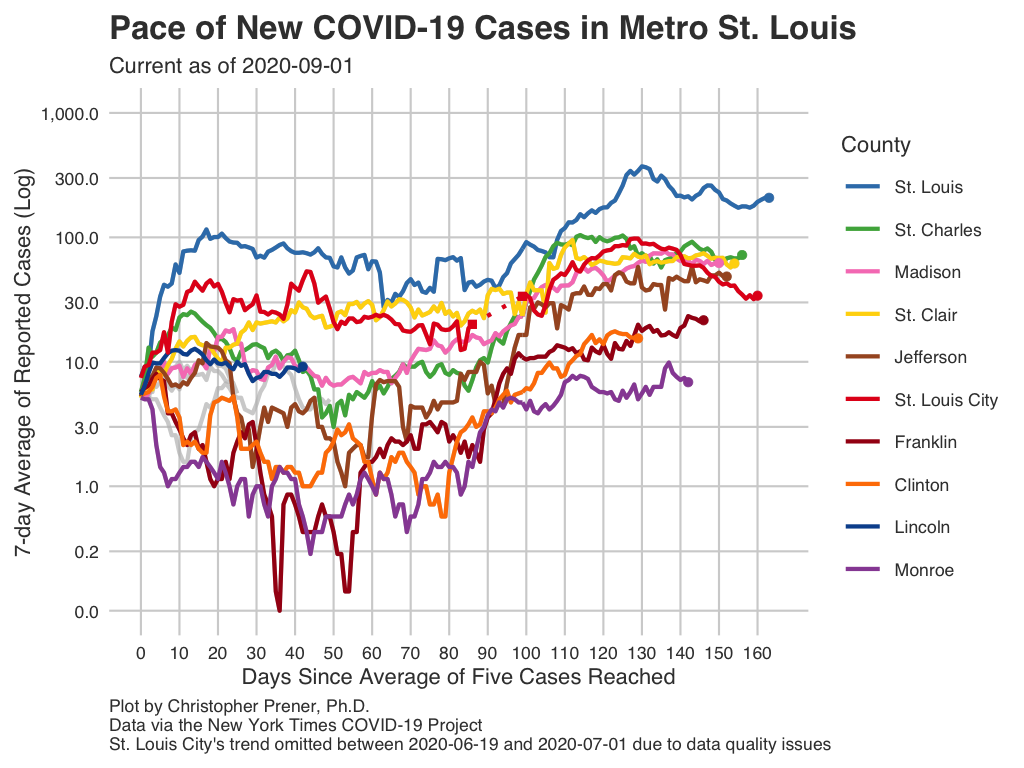 Pace of New COVID-19 Cases in Metro St. Louis
Current as of 2020-09-01
7-day Average of Reported Cases (Log)
1,000.0
300.0
100.0
30.0
10.0
3.0
1.0
0.2
0.0
0 10 20 30 40 50 60 70 80 90 100 110 120 130 140 150 160
Days Since Average of Five Cases Reached
County
St. Louis
St. Charles
Madison
St. Clair
Jefferson
St. Louis City
Franklin
Clinton
Lincoln
Monroe
Plot by Christopher Prener, Ph.D.
Data via the New York Times COVID-19 Project
St. Louis City's trend omitted between 2020-06-19 and 2020-07-01 due to data quality issues